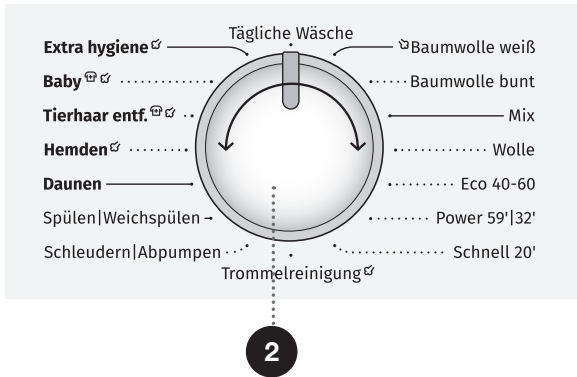 Tägliche Wäsche
Extra hygiene
Baby
Tierhaar entf.
Hemden
Daunen
Spülen|Weichspülen
Schleudern|Abpumpen
Baumwolle weiß
Baumwolle bunt
Mix
Wolle
Eco 40-60
Power 59'|32'
Schnell 20'
Trommelreinigung
2